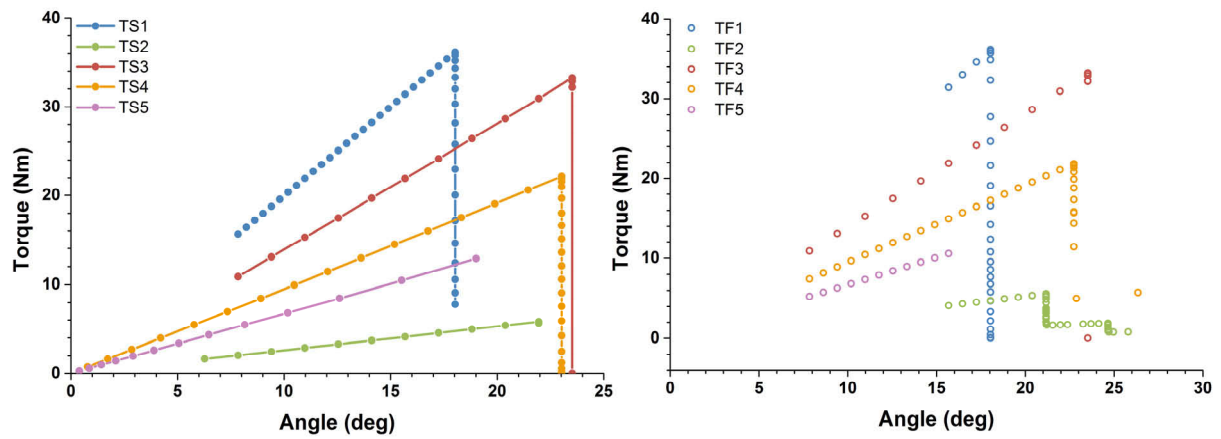 TS1
TS2
TS3
TS4
TS5
40
30
20
10
0
Torque (Nm)
0 5 10 15 20 25
Angle (deg)
TF1
TF2
TF3
TF4
TF5
40
30
20
10
0
Torque (Nm)
0 5 10 15 20 25 30
Angle (deg)